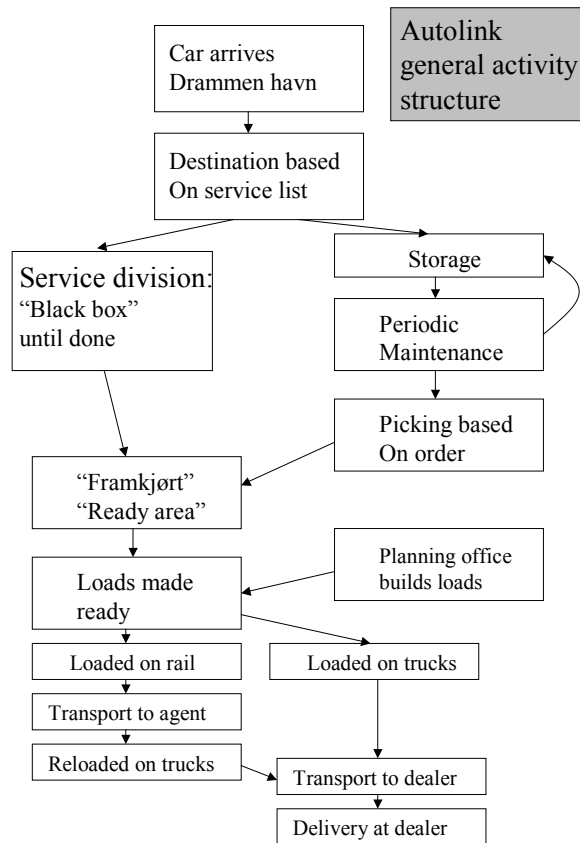 Autolink
general activity
structure
Car arrives
Drammen havn
Destination based
On service list
Service division:
“Black box”
until done
Storage
Periodic
Maintenance
Picking based
On order
“Framkjørt”
“Ready area”
Planning office
builds loads
Loads made
ready
Loaded on rail
Loaded on trucks
Transport to agent
Reloaded on trucks
Transport to dealer
Delivery at dealer